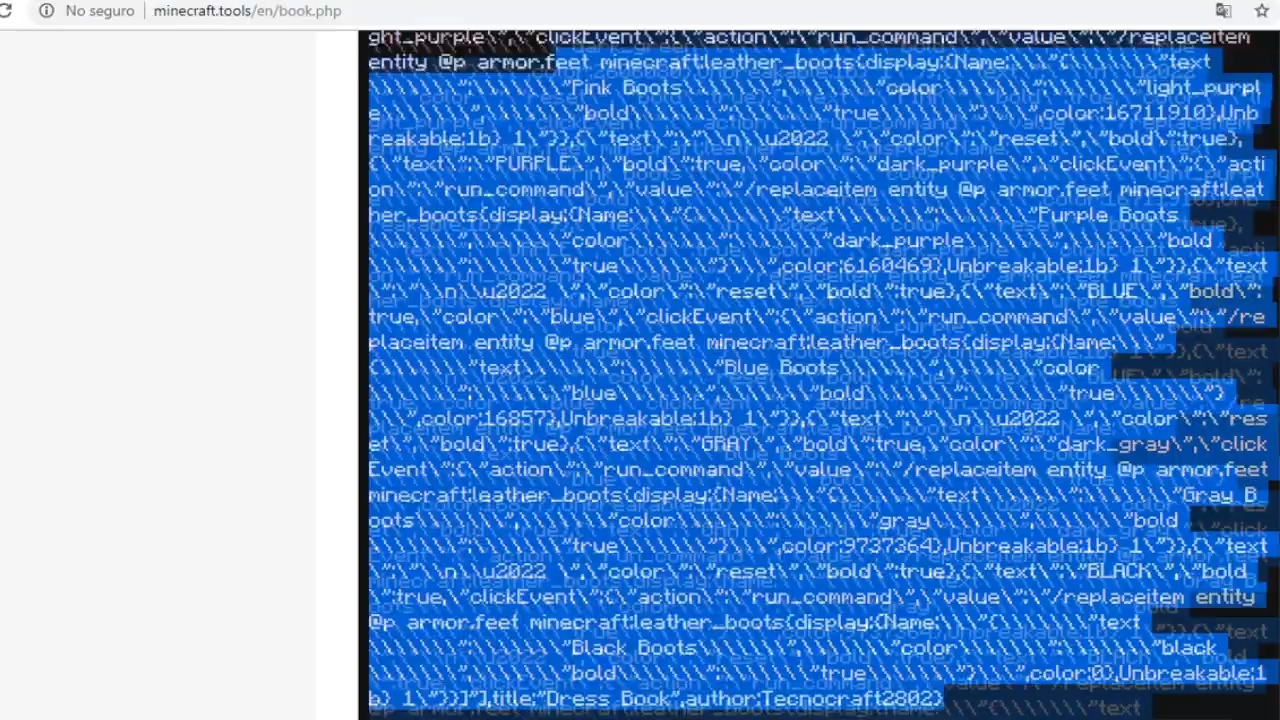 No seguro
minecraft.tools/en/book.php
ght_purple\",\"clickEvent\":{\"action\":\"run_command\",\"value\":\"/replaceitem
entity @p armor.feet minecraft:leather_boots{display:{Name:\\\"{\\\\\\\"text
\\\\\\\":\\\\\\\"Pink Boots\\\\\\\",\\\\\\\"color\\\\\\\":\\\\\\\"light_purpl
e\\\\\\\",\\\\\\\"bold\\\\\\\":\\\\\\\"true\\\\\\\"}\\\",color:16711910},Unb
reakable:1b} 1\"}},{\"text\":\"\\n\\u2022 \",\"color\":\"reset\",\"bold\":true},
{\"text\":\"PURPLE\",\"bold\":true,\"color\":\"dark_purple\",\"clickEvent\":{\"acti
on\":\"run_command\",\"value\":\"/replaceitem entity @p armor.feet minecraft:leat
her_boots{display:{Name:\\\"{\\\\\\\"text\\\\\\\":\\\\\\\"Purple Boots
\\\\\\\",\\\\\\\"color\\\\\\\":\\\\\\\"dark_purple\\\\\\\",\\\\\\\"bold
\\\\\\\":\\\\\\\"true\\\\\\\"}\\\",color:6160469},Unbreakable:1b} 1\"}},{\"text
\":\"\\n\\u2022 \",\"color\":\"reset\",\"bold\":true},{\"text\":\"BLUE\",\"bold\":
true,\"color\":\"blue\",\"clickEvent\":{\"action\":\"run_command\",\"value\":\"/re
placeitem entity @p armor.feet minecraft:leather_boots{display:{Name:\\\"
{\\\\\\\"text\\\\\\\":\\\\\\\"Blue Boots\\\\\\\",\\\\\\\"color
\\\\\\\":\\\\\\\"blue\\\\\\\",\\\\\\\"bold\\\\\\\":\\\\\\\"true\\\\\\\"}
\\\",color:16857},Unbreakable:1b} 1\"}},{\"text\":\"\\n\\u2022 \",\"color\":\"res
et\",\"bold\":true},{\"text\":\"GRAY\",\"bold\":true,\"color\":\"dark_gray\",\"click
Event\":{\"action\":\"run_command\",\"value\":\"/replaceitem entity @p armor.feet
minecraft:leather_boots{display:{Name:\\\"{\\\\\\\"text\\\\\\\":\\\\\\\"Gray B
oots\\\\\\\",\\\\\\\"color\\\\\\\":\\\\\\\"gray\\\\\\\",\\\\\\\"bold
\\\\\\\":\\\\\\\"true\\\\\\\"}\\\",color:9737364},Unbreakable:1b} 1\"}},{\"text
\":\"\\n\\u2022 \",\"color\":\"reset\",\"bold\":true},{\"text\":\"BLACK\",\"bold
\":true,\"clickEvent\":{\"action\":\"run_command\",\"value\":\"/replaceitem entity
@p armor.feet minecraft:leather_boots{display:{Name:\\\"{\\\\\\\"text
\\\\\\\":\\\\\\\"Black Boots\\\\\\\",\\\\\\\"color\\\\\\\":\\\\\\\"black
\\\\\\\",\\\\\\\"bold\\\\\\\":\\\\\\\"true\\\\\\\"}\\\",color:0},Unbreakable:1
b} 1\"}}]"],title:"Dress Book",author:Tecnocraft2802}